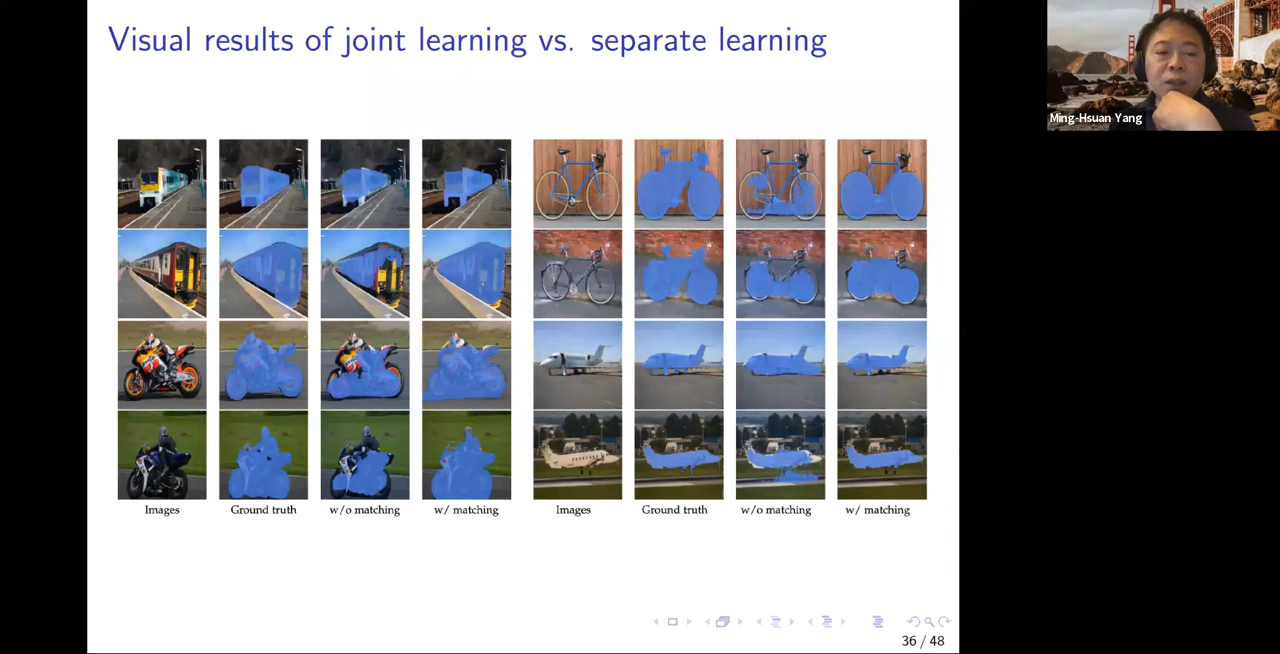 Visual results of joint learning vs. separate learning
Ming-Hsuan Yang
Images Ground truth w/o matching w/ matching Images Ground truth w/o matching w/ matching
36 / 48